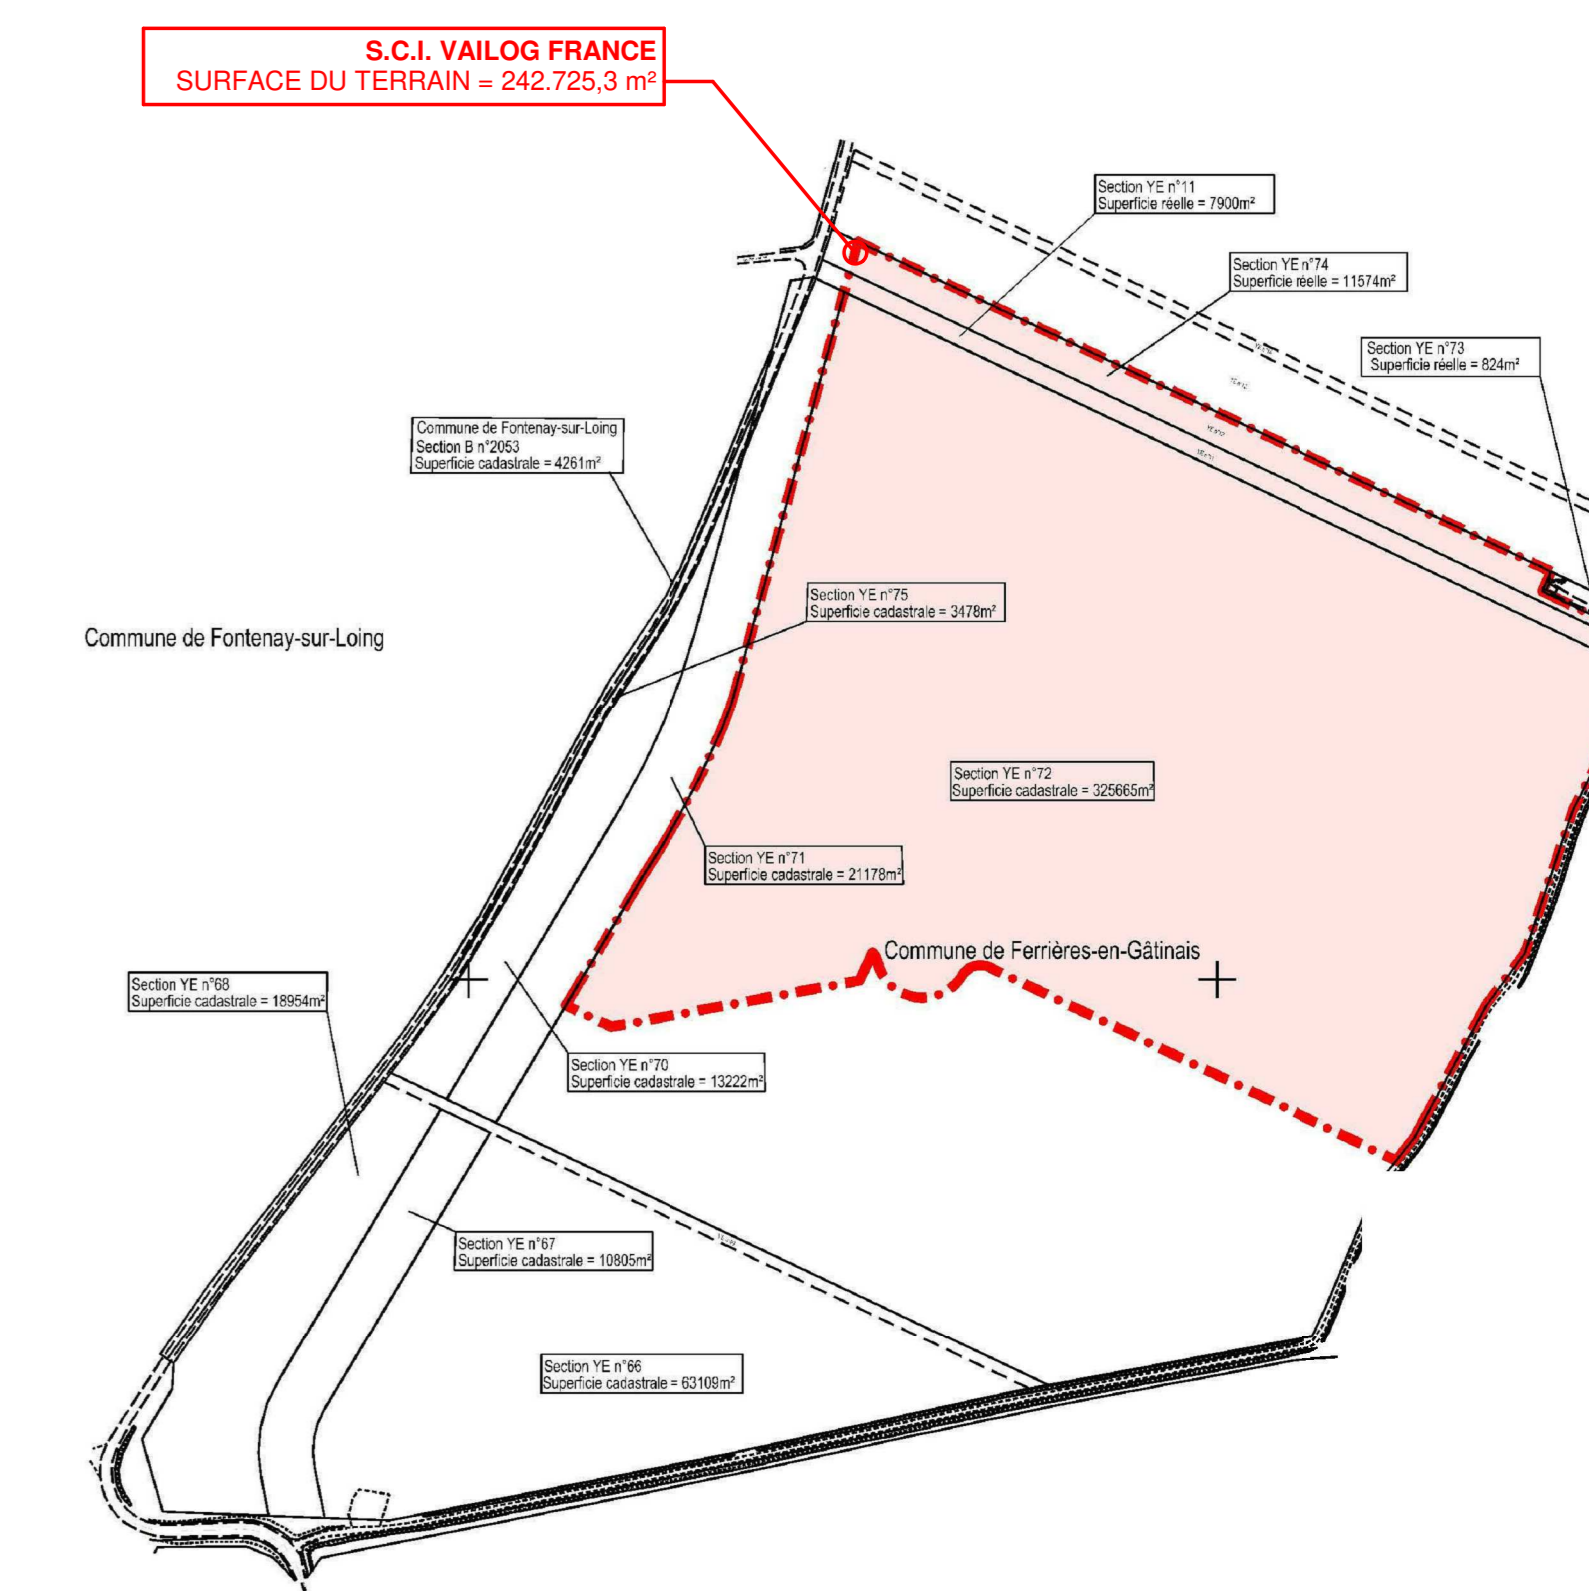 S.C.I. VAILOG FRANCE
SURFACE DU TERRAIN = 242.725,3 m²
Section YE n°11
Superficie réelle = 7900m²
Section YE n°74
Superficie réelle = 11574m²
Section YE n°73
Superficie réelle = 824m²
Commune de Fontenay-sur-Loing
Section B n°2053
Superficie cadastrale = 4261m²
Section YE n°75
Superficie cadastrale = 3478m²
Commune de Fontenay-sur-Loing
Section YE n°72
Superficie cadastrale = 325665m²
Section YE n°71
Superficie cadastrale = 21178m²
Commune de Ferrières-en-Gâtinais
Section YE n°68
Superficie cadastrale = 18954m²
Section YE n°70
Superficie cadastrale = 13222m²
Section YE n°67
Superficie cadastrale = 10805m²
Section YE n°66
Superficie cadastrale = 63109m²